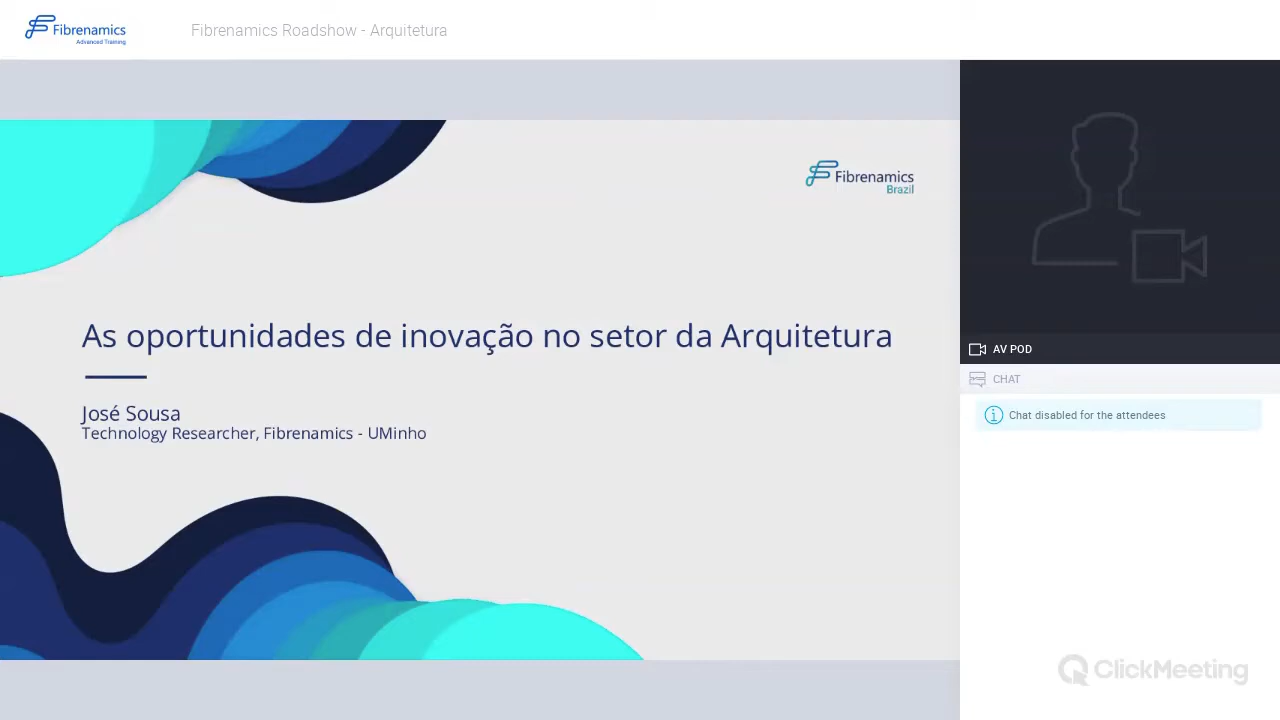 Fibrenamics
Advanced Training
Fibrenamics Roadshow - Arquitetura
Fibrenamics
Brazil
As oportunidades de inovação no setor da Arquitetura
José Sousa
Technology Researcher, Fibrenamics - UMinho
AV POD
CHAT
Chat disabled for the attendees
ClickMeeting